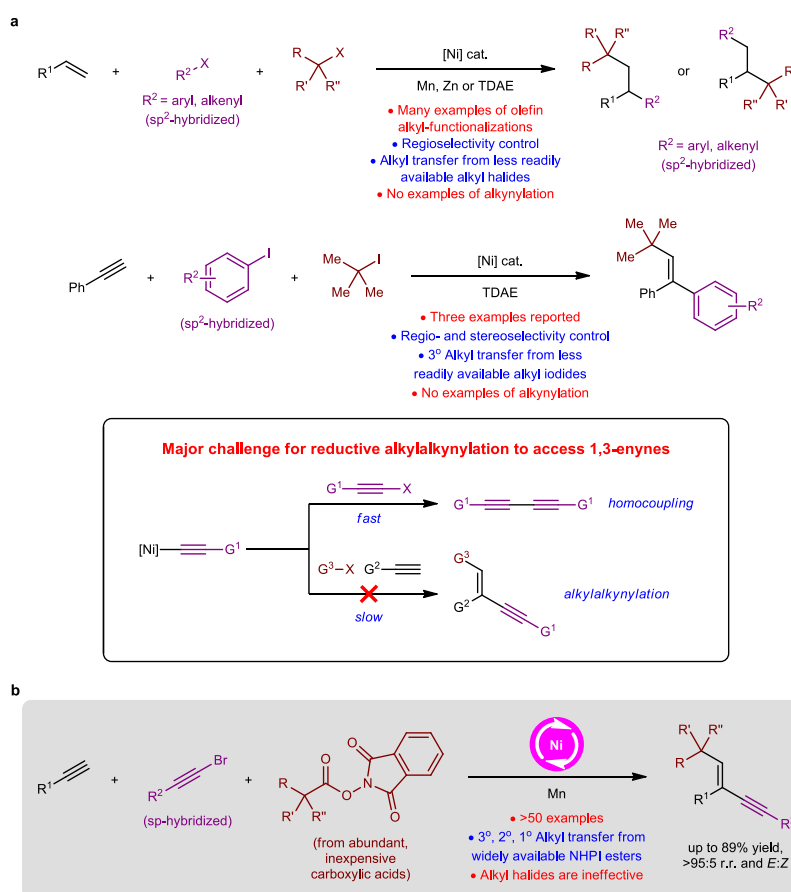 a
R¹ + R² X + X R R' R" [Ni] cat. R' R" R R¹ R² or R² R¹ R R" R'
Mn, Zn or TDAE
R² = aryl, alkenyl
(sp²-hybridized)
• Many examples of olefin
alkyl-functionalizations
• Regioselectivity control
• Alkyl transfer from less readily
available alkyl halides
• No examples of alkynylation
R² = aryl, alkenyl
(sp²-hybridized)
Ph + R² I + Me I Me Me [Ni] cat. Me Me Me Ph R²
TDAE
(sp²-hybridized)
• Three examples reported
• Regio- and stereoselectivity control
• 3º Alkyl transfer from less
readily available alkyl iodides
• No examples of alkynylation
Major challenge for reductive alkylalkynylation to access 1,3-enynes
G¹ X
fast
G¹ G¹ homocoupling
[Ni] G¹
G³–X G²
slow
G³ G² G¹ alkylalkynylation
b
R¹ + R² Br + R R' R" O O N O O Ni R' R" R R¹
Mn
(sp-hybridized)
(from abundant,
inexpensive
carboxylic acids)
• >50 examples
• 3º, 2º, 1º Alkyl transfer from
widely available NHPI esters
• Alkyl halides are ineffective
up to 89% yield,
>95:5 r.r. and E:Z